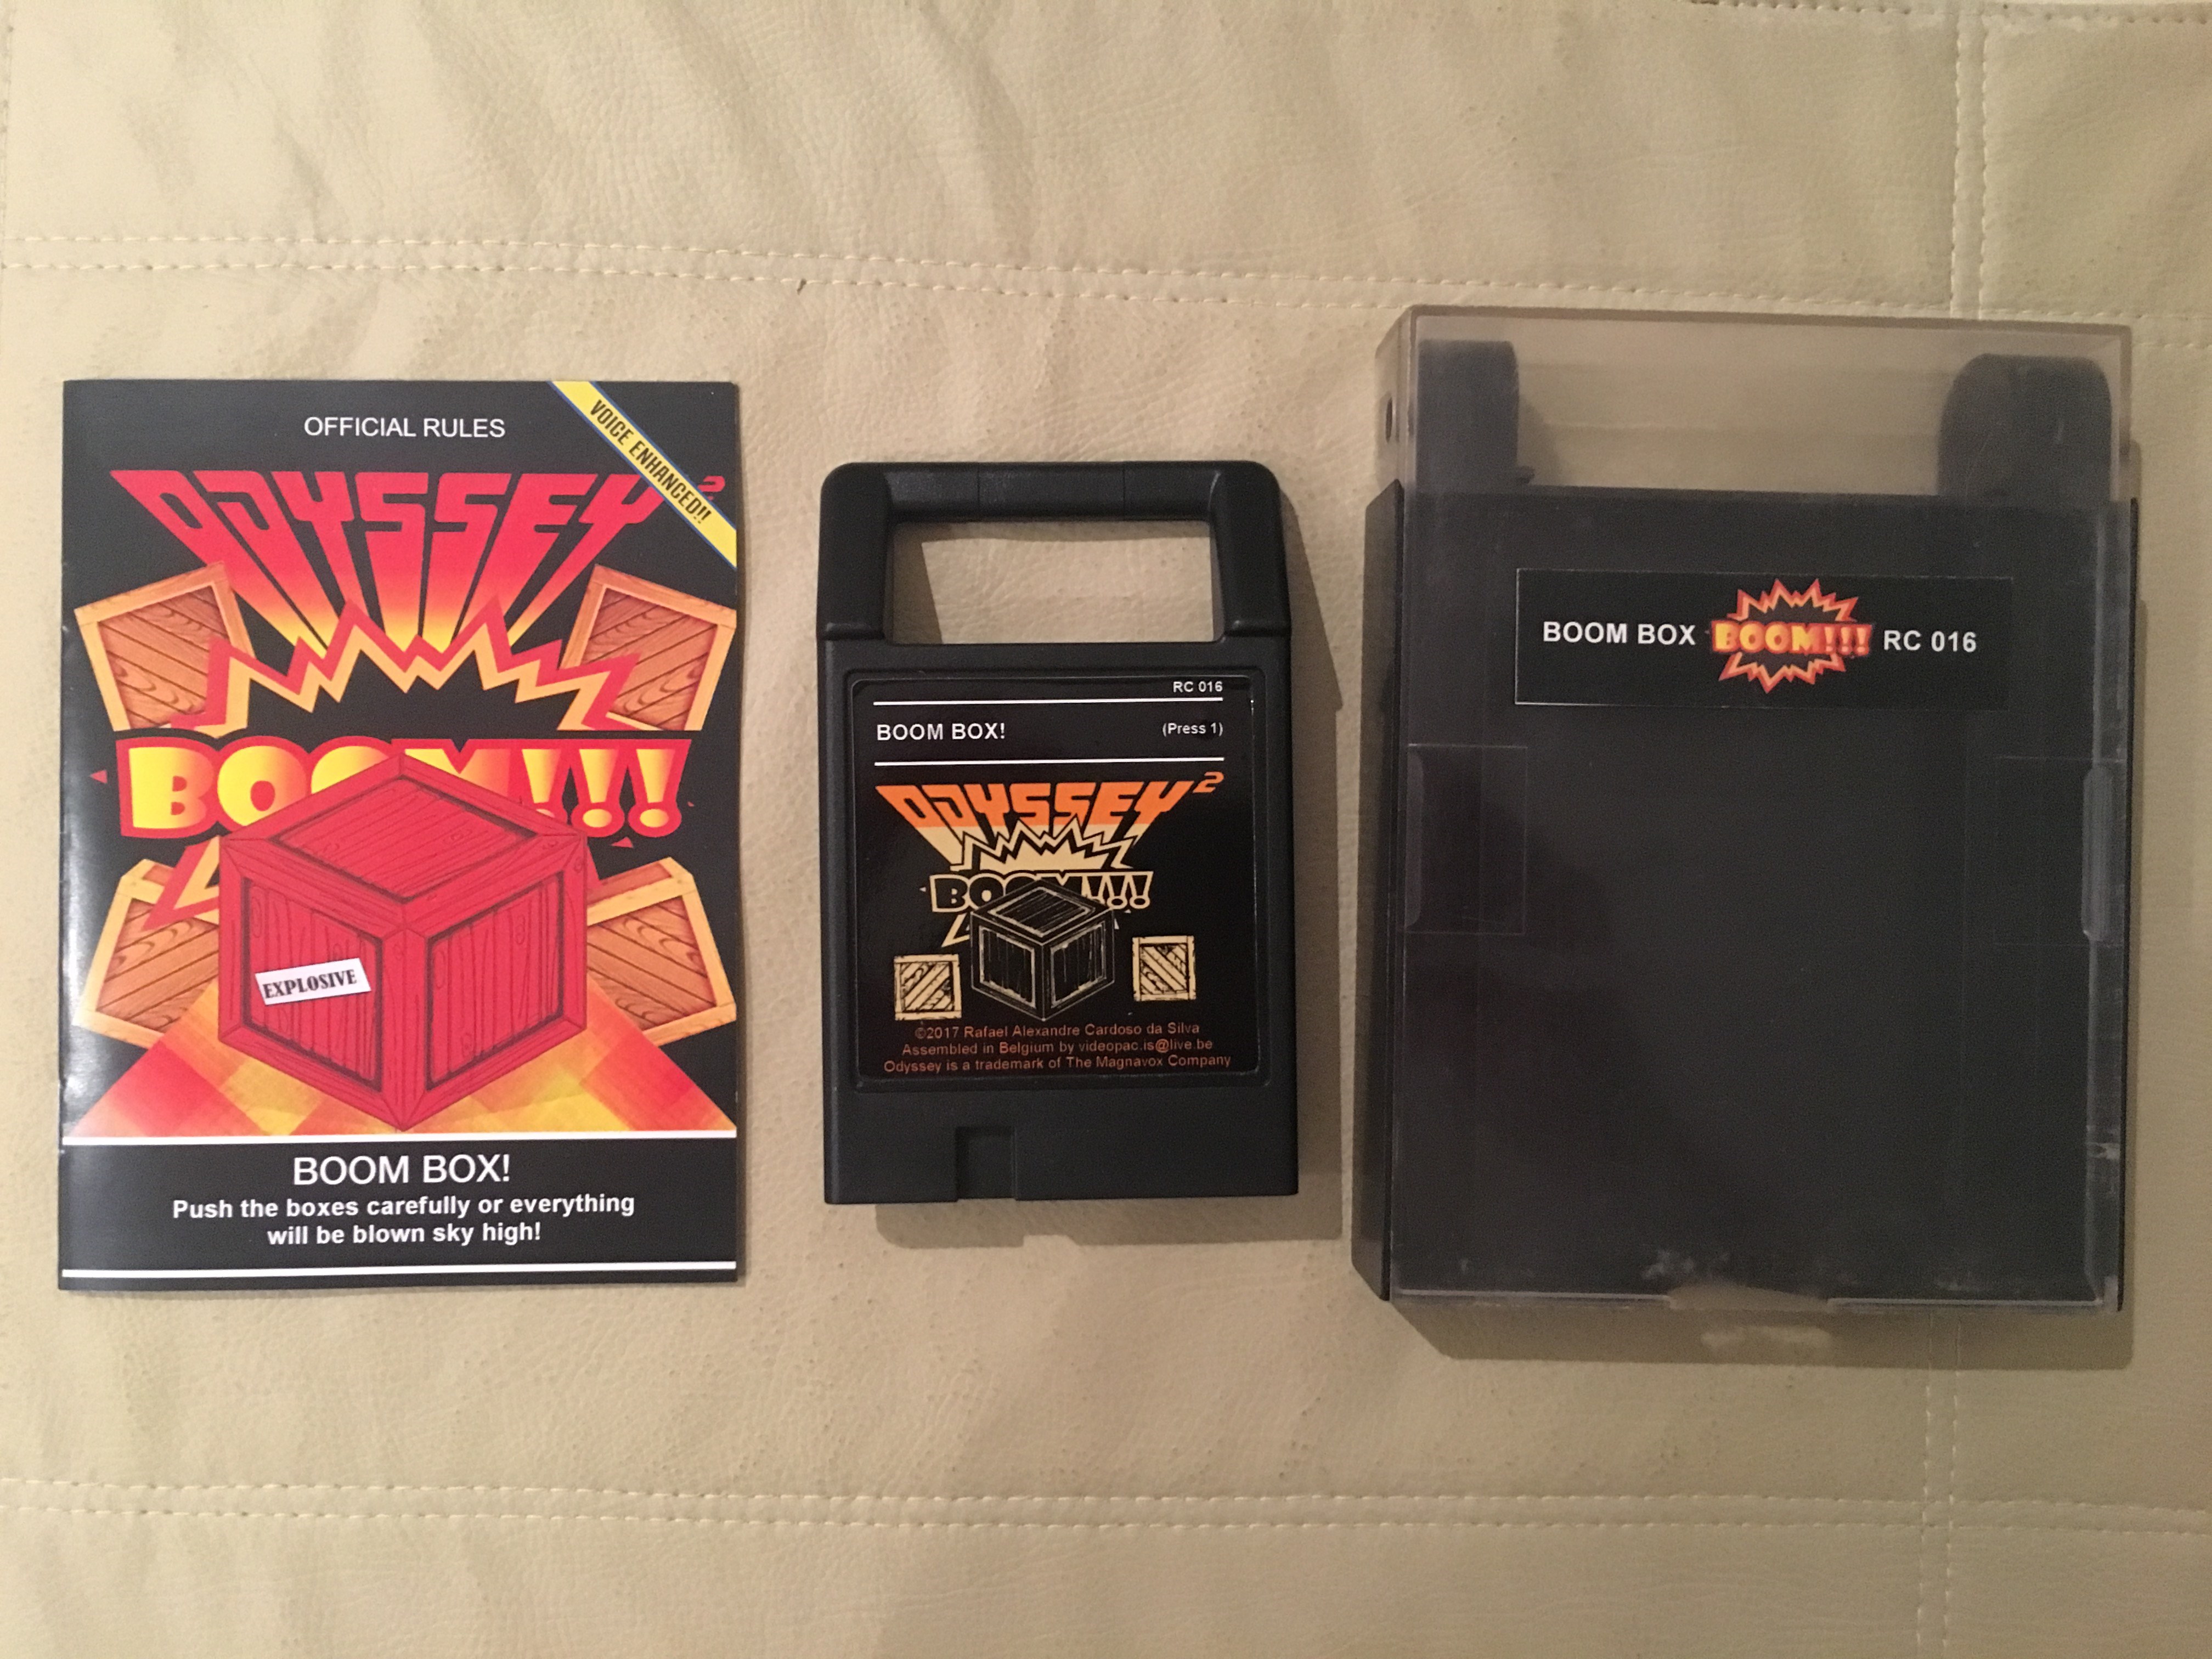 OFFICIAL RULES
VOICE ENHANCED!!
ODYSSEY²
BOOM!!!
EXPLOSIVE
BOOM BOX!
Push the boxes carefully or everything
will be blown sky high!
RC 016
BOOM BOX! (Press 1)
ODYSSEY²
BOOM!!!
©2017 Rafael Alexandre Cardoso da Silva
Assembled in Belgium by videopac.is@live.be
Odyssey is a trademark of The Magnavox Company
BOOM BOX BOOM!!! RC 016